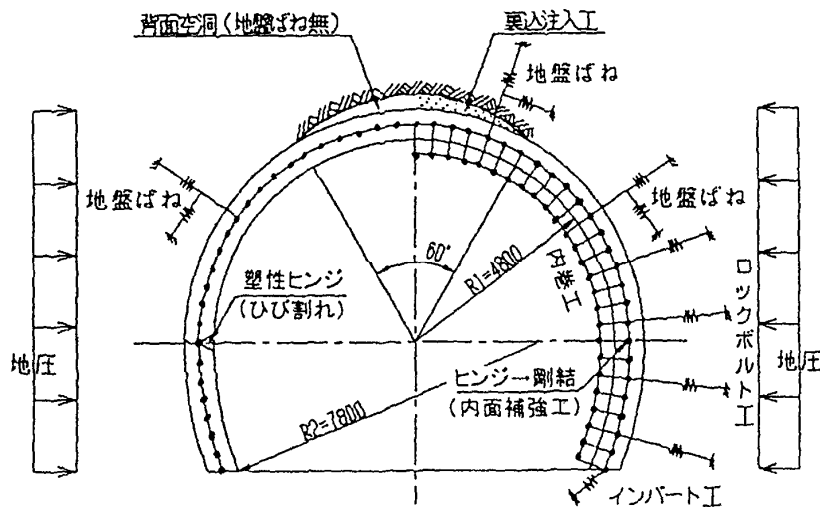 背面空洞(地盤ばね無)
裏込注入工
地盤ばね
地盤ばね
地盤ばね
60°
R1=4800
内巻工
塑性ヒンジ
(ひび割れ)
ロックボルト工
地圧
地圧
ヒンジ→剛結
(内面補強工)
R2=7800
インバート工